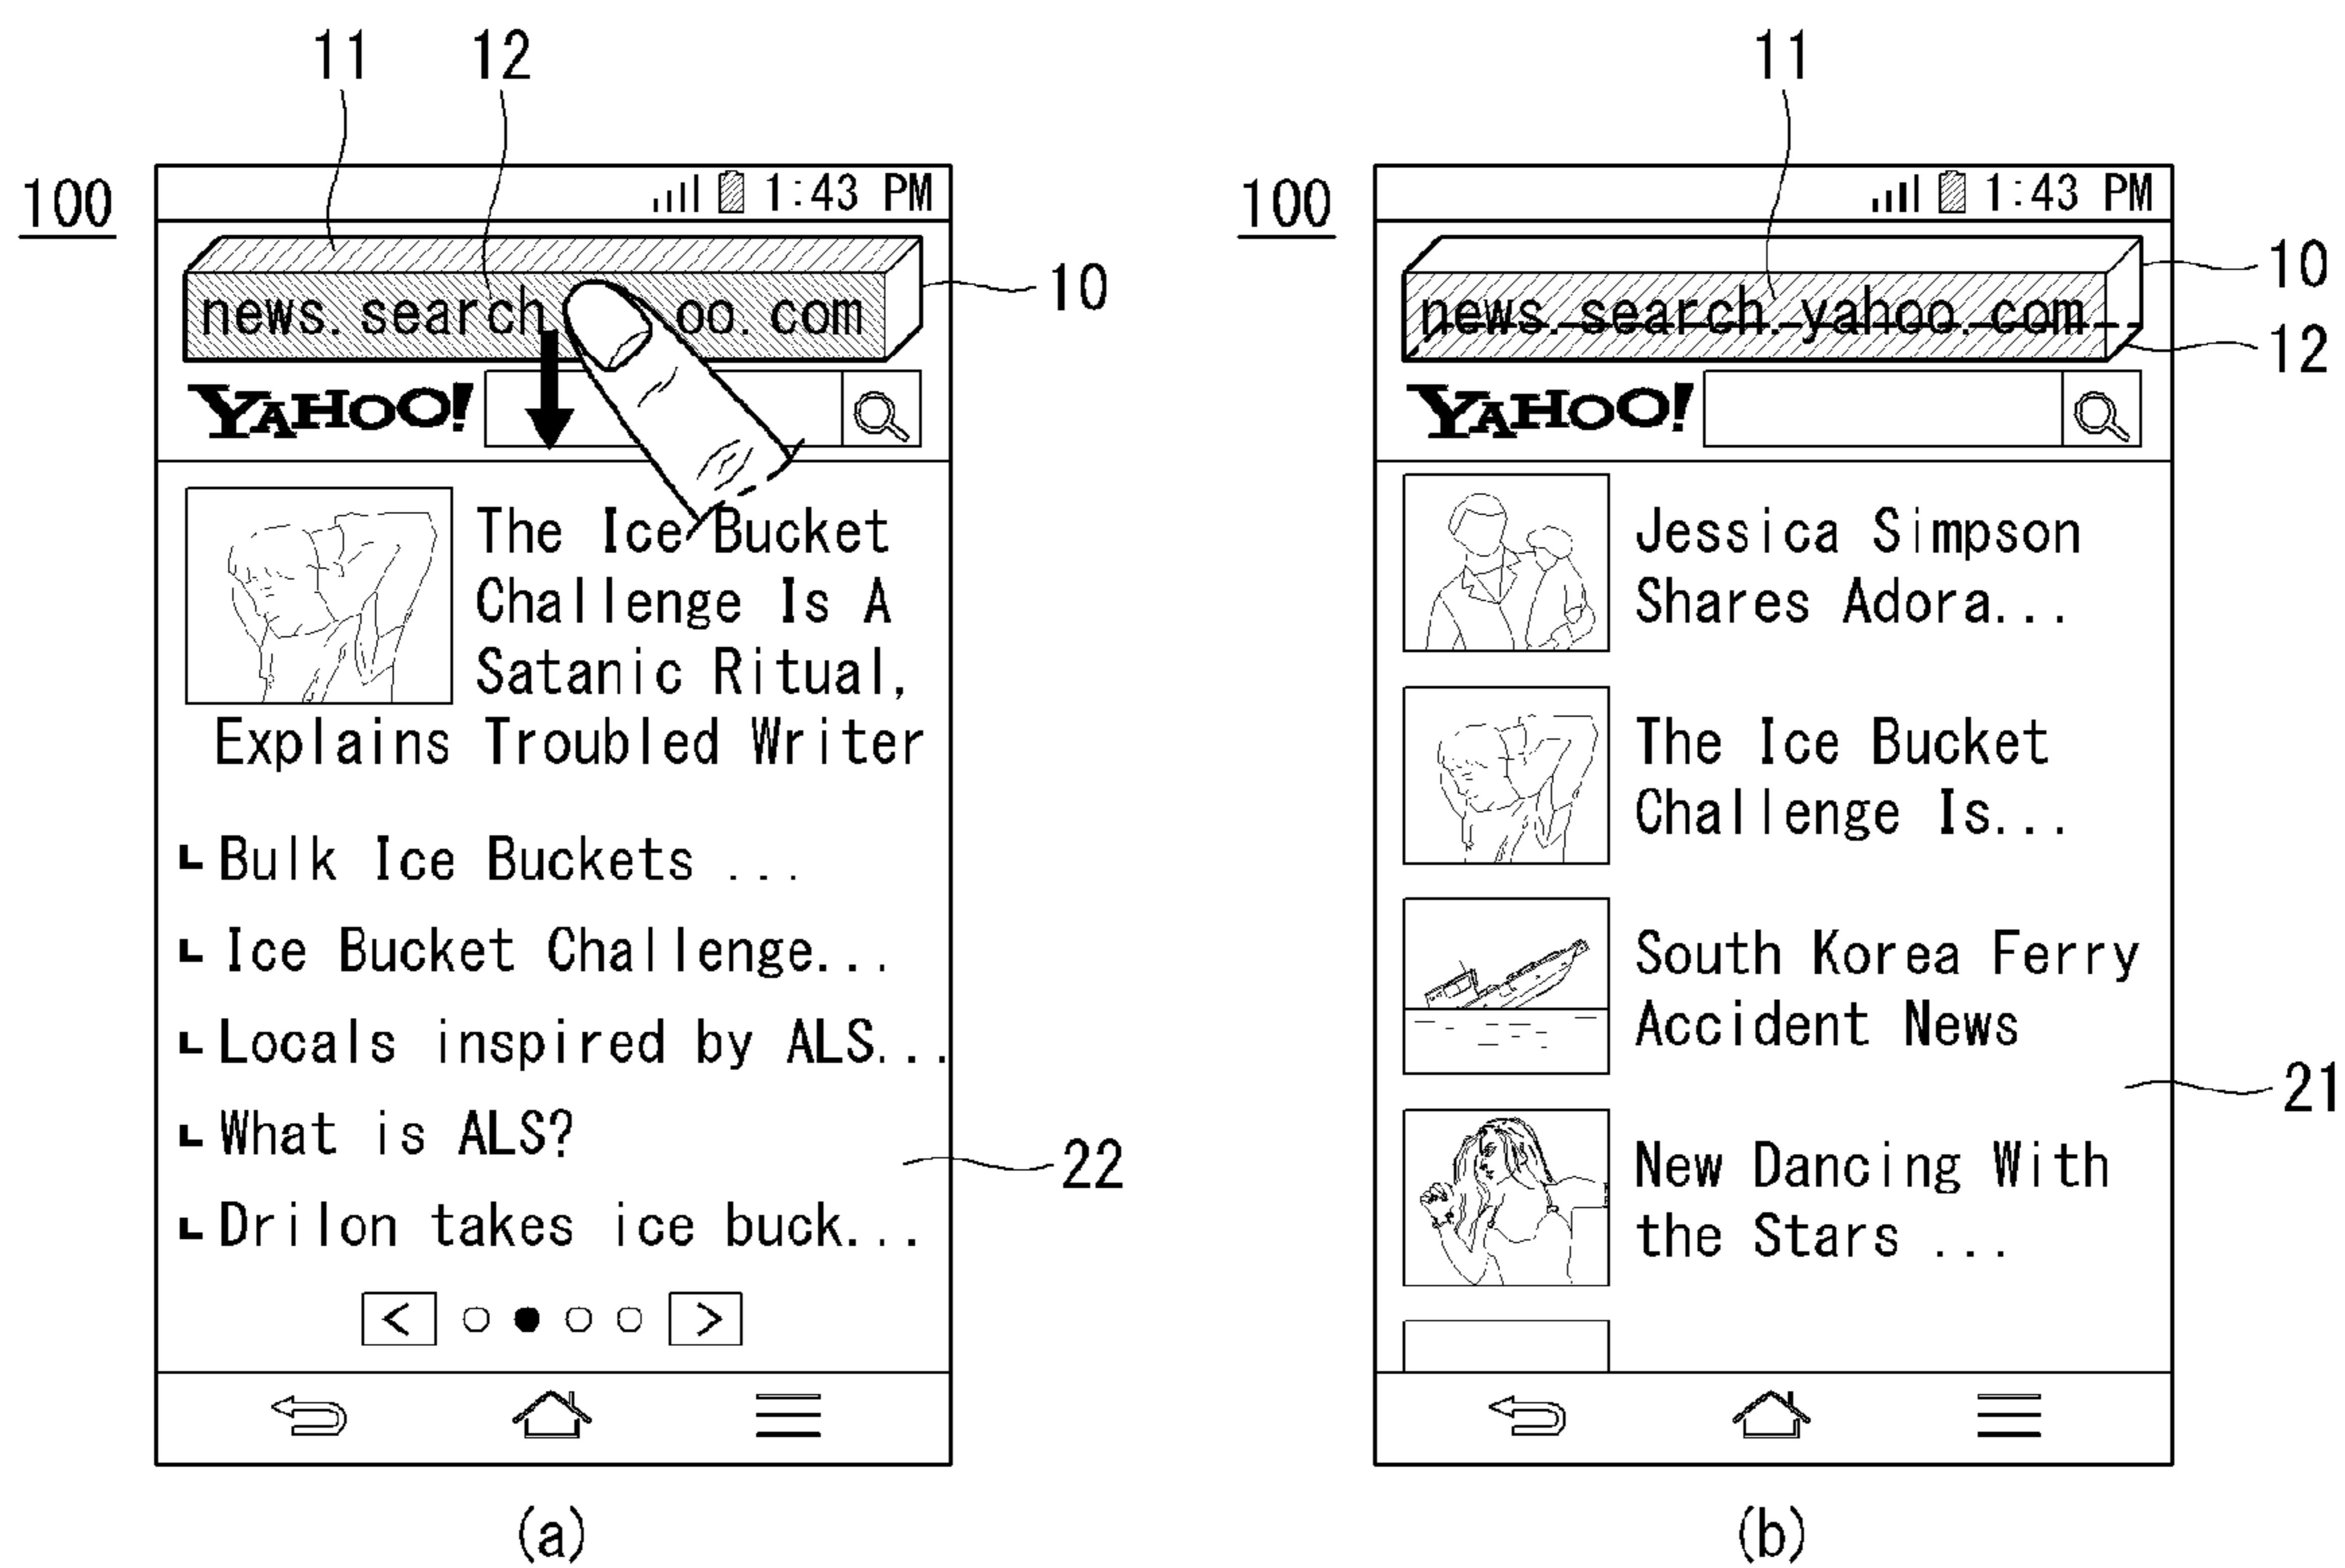 11 12
100
1:43 PM
10
news.search oo.com
YAHOO!
The Ice Bucket
Challenge Is A
Satanic Ritual,
Explains Troubled Writer
Bulk Ice Buckets ...
Ice Bucket Challenge...
Locals inspired by ALS...
What is ALS?
22
Drilon takes ice buck...
< >
(a)
11
100
1:43 PM
10
news.search.yahoo.com
12
YAHOO!
Jessica Simpson
Shares Adora...
The Ice Bucket
Challenge Is...
South Korea Ferry
Accident News
21
New Dancing With
the Stars ...
(b)